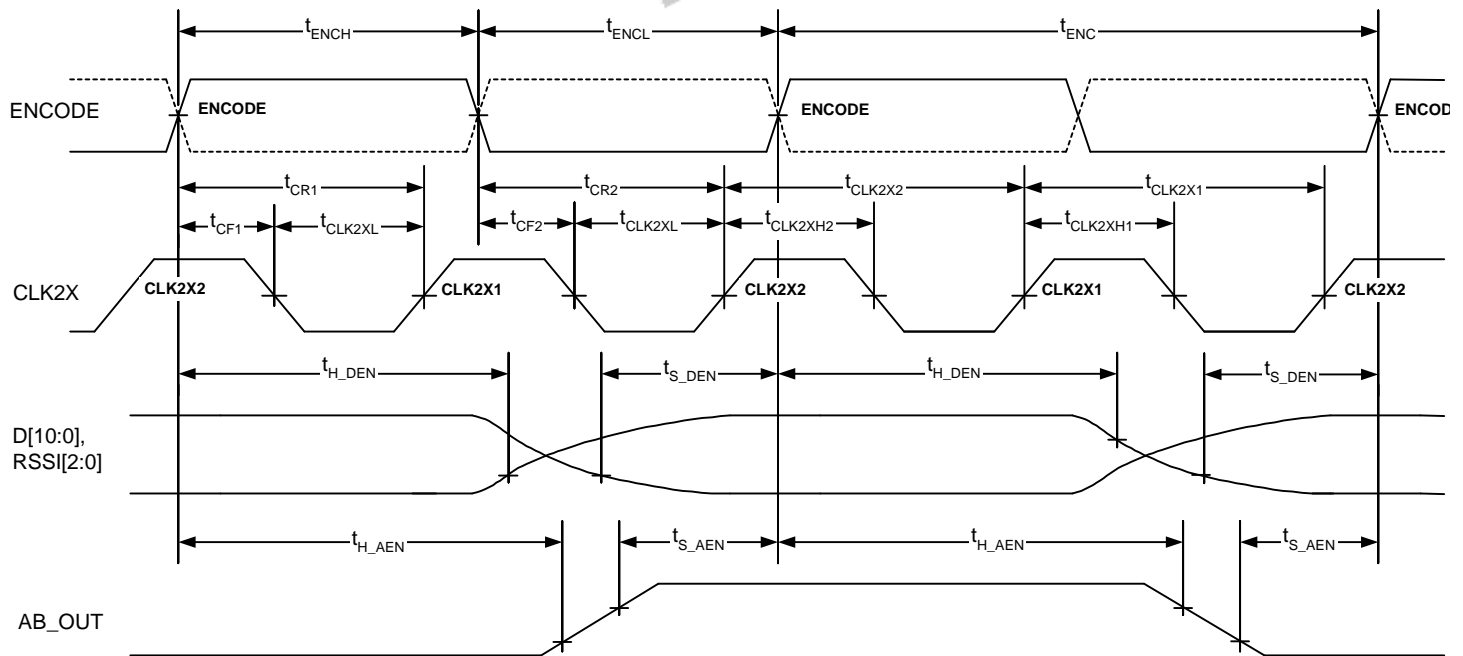 tENCH tENCL tENC
ENCODE ENCODE ENCODE ENCOD
tCR1 tCR2 tCLK2X2 tCLK2X1
tCF1 tCLK2XL tCF2 tCLK2XL tCLK2XH2 tCLK2XH1
CLK2X CLK2X2 CLK2X1 CLK2X2 CLK2X1 CLK2X2
tH_DEN tS_DEN tH_DEN tS_DEN
D[10:0],
RSSI[2:0]
tH_AEN tS_AEN tH_AEN tS_AEN
AB_OUT